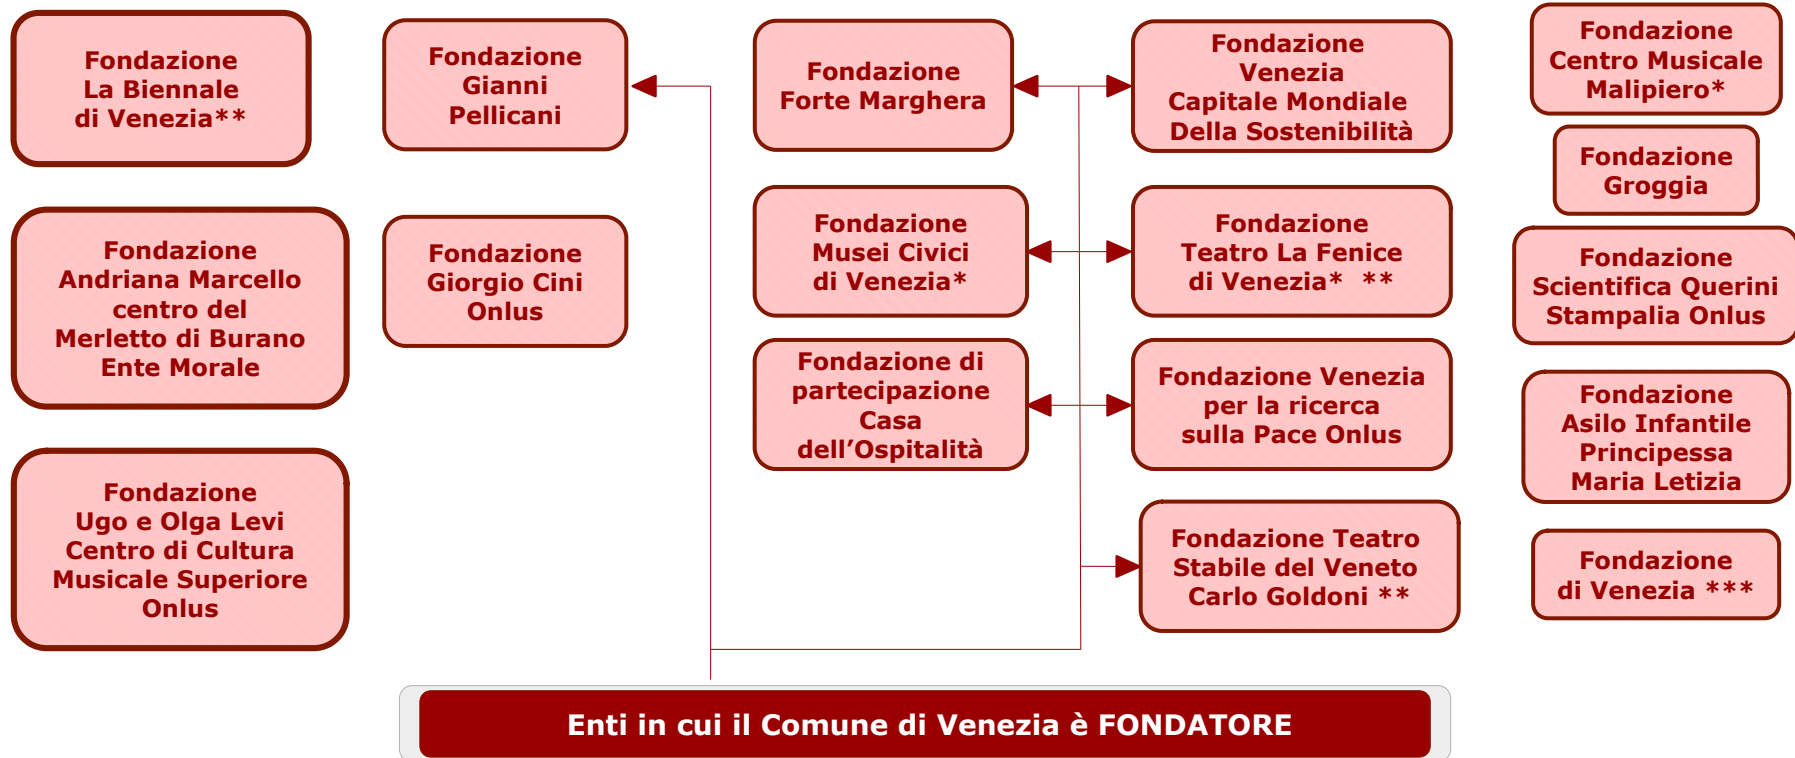 Fondazione
La Biennale
di Venezia**
Fondazione
Andriana Marcello
centro del
Merletto di Burano
Ente Morale
Fondazione
Ugo e Olga Levi
Centro di Cultura
Musicale Superiore
Onlus
Fondazione
Gianni
Pellicani
Fondazione
Giorgio Cini
Onlus
Fondazione
Forte Marghera
Fondazione
Musei Civici
di Venezia*
Fondazione di
partecipazione
Casa
dell’Ospitalità
Fondazione
Venezia
Capitale Mondiale
Della Sostenibilità
Fondazione
Teatro La Fenice
di Venezia* **
Fondazione Venezia
per la ricerca
sulla Pace Onlus
Fondazione Teatro
Stabile del Veneto
Carlo Goldoni **
Fondazione
Centro Musicale
Malipiero*
Fondazione
Groggia
Fondazione
Scientifica Querini
Stampalia Onlus
Fondazione
Asilo Infantile
Principessa
Maria Letizia
Fondazione
di Venezia ***
Enti in cui il Comune di Venezia è FONDATORE